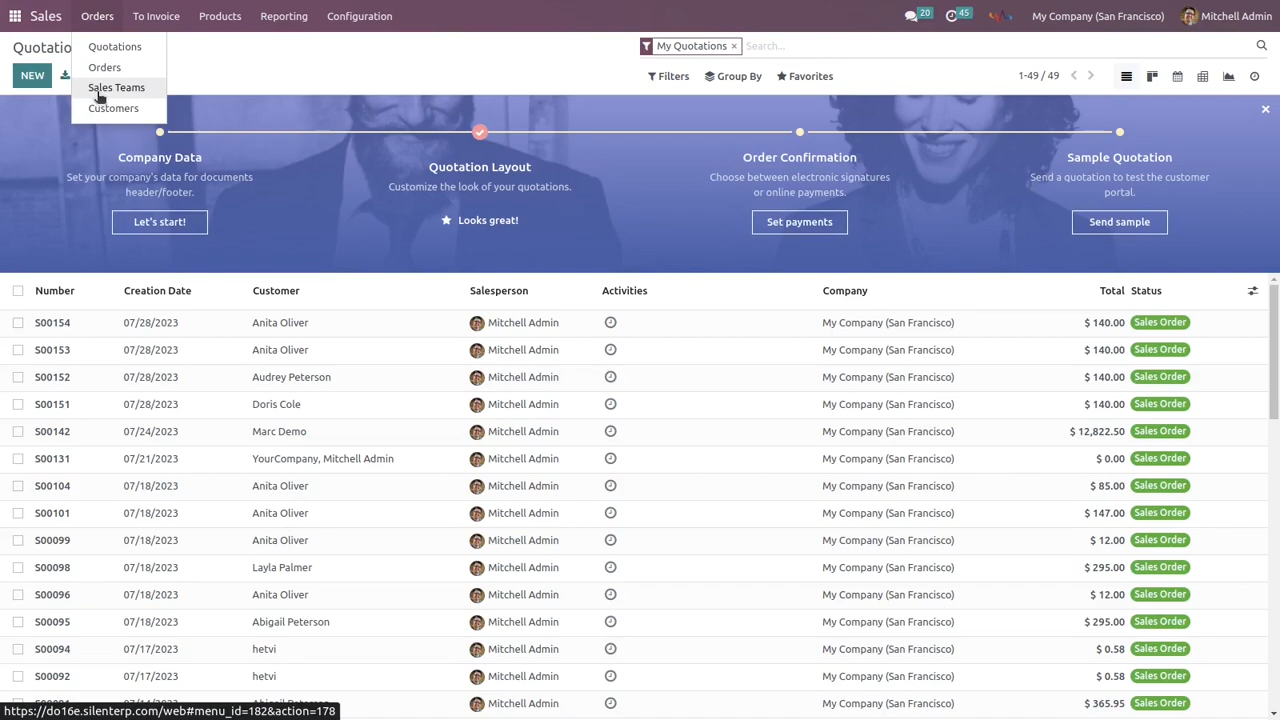 Sales Orders To Invoice Products Reporting Configuration 20 45 My Company (San Francisco) Mitchell Admin
Quotatio My Quotations × Search...
Quotations
Orders
Sales Teams
Customers
NEW Filters Group By Favorites 1-49 / 49
Company Data
Set your company's data for documents
header/footer.
Let's start!
Quotation Layout
Customize the look of your quotations.
Looks great!
Order Confirmation
Choose between electronic signatures
or online payments.
Set payments
Sample Quotation
Send a quotation to test the customer
portal.
Send sample
Number Creation Date Customer Salesperson Activities Company Total Status
S00154 07/28/2023 Anita Oliver Mitchell Admin My Company (San Francisco) $ 140.00 Sales Order
S00153 07/28/2023 Anita Oliver Mitchell Admin My Company (San Francisco) $ 140.00 Sales Order
S00152 07/28/2023 Audrey Peterson Mitchell Admin My Company (San Francisco) $ 140.00 Sales Order
S00151 07/28/2023 Doris Cole Mitchell Admin My Company (San Francisco) $ 140.00 Sales Order
S00142 07/24/2023 Marc Demo Mitchell Admin My Company (San Francisco) $ 12,822.50 Sales Order
S00131 07/21/2023 YourCompany, Mitchell Admin Mitchell Admin My Company (San Francisco) $ 0.00 Sales Order
S00104 07/18/2023 Anita Oliver Mitchell Admin My Company (San Francisco) $ 85.00 Sales Order
S00101 07/18/2023 Anita Oliver Mitchell Admin My Company (San Francisco) $ 147.00 Sales Order
S00099 07/18/2023 Anita Oliver Mitchell Admin My Company (San Francisco) $ 12.00 Sales Order
S00098 07/18/2023 Layla Palmer Mitchell Admin My Company (San Francisco) $ 295.00 Sales Order
S00096 07/18/2023 Anita Oliver Mitchell Admin My Company (San Francisco) $ 12.00 Sales Order
S00095 07/18/2023 Abigail Peterson Mitchell Admin My Company (San Francisco) $ 295.00 Sales Order
S00094 07/17/2023 hetvi Mitchell Admin My Company (San Francisco) $ 0.58 Sales Order
S00092 07/17/2023 hetvi Mitchell Admin My Company (San Francisco) $ 0.58 Sales Order
Mitchell Admin My Company (San Francisco) $ 365.95 Sales Order
https://do16e.silenterp.com/web#menu_id=182&action=178